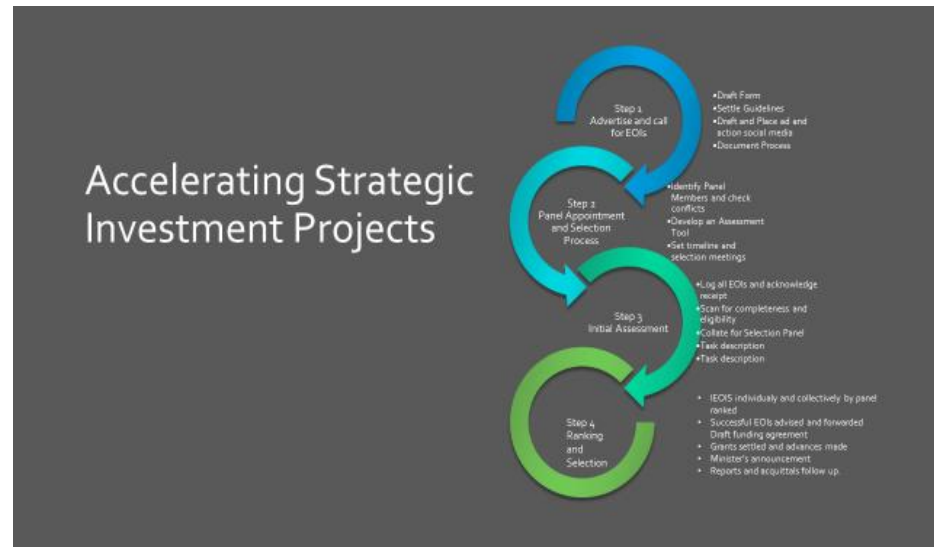 Accelerating Strategic
Investment Projects
Step 1
Advertise and call
for EOIs
•Draft Form
•Settle Guidelines
•Draft and Place ad and
action social media
•Document Process
Step 2
Panel Appointment
and Selection
Process
•Identify Panel
Members and check
conflicts
•Develop an Assessment
Tool
•Set timeline and
selection meetings
Step 3
Initial Assessment
•Log all EOIs and acknowledge
receipt
•Scan for completeness and
eligibility
•Collate for Selection Panel
•Task description
•Task description
Step 4
Ranking
and
Selection
• IEOIS individualy and collectively by panel
ranked
• Successful EOIs advised and forwarded
Draft funding agreement
• Grants settled and advances made
• Minister's announcement
• Reports and acquittals follow up